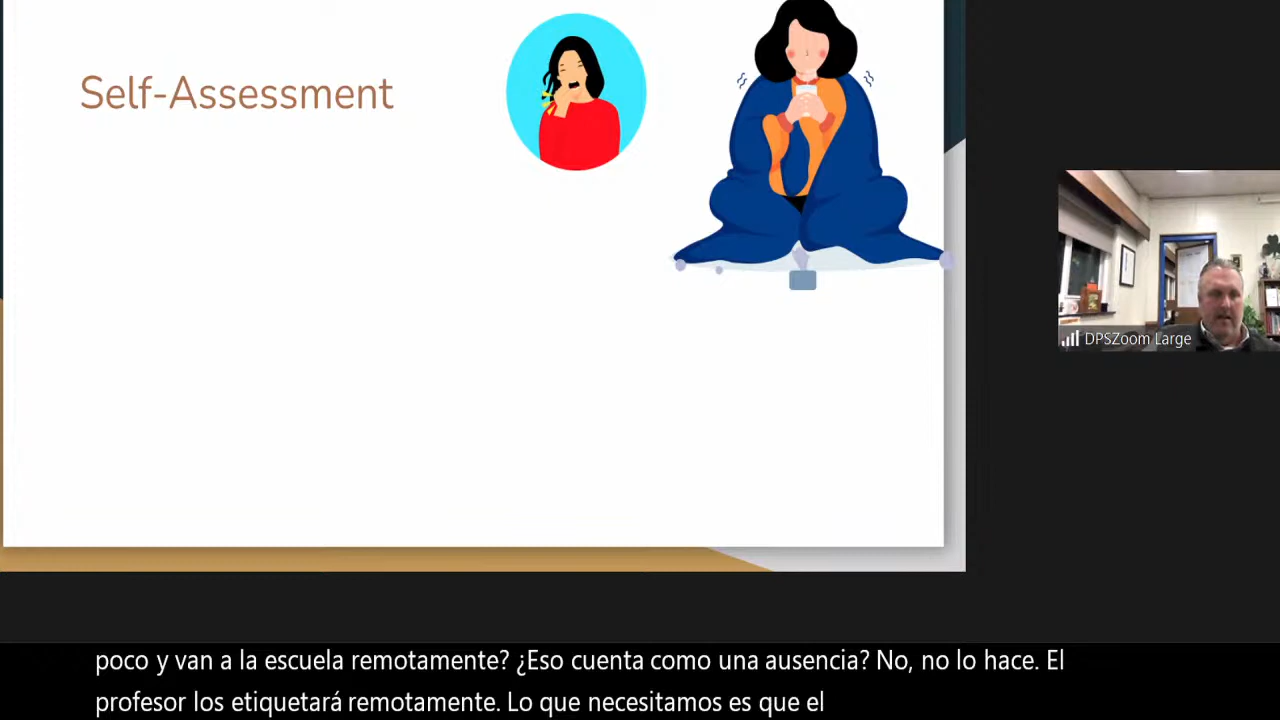 Self-Assessment
DPSZoom Large
poco y van a la escuela remotamente? ¿Eso cuenta como una ausencia? No, no lo hace. El
profesor los etiquetará remotamente. Lo que necesitamos es que el